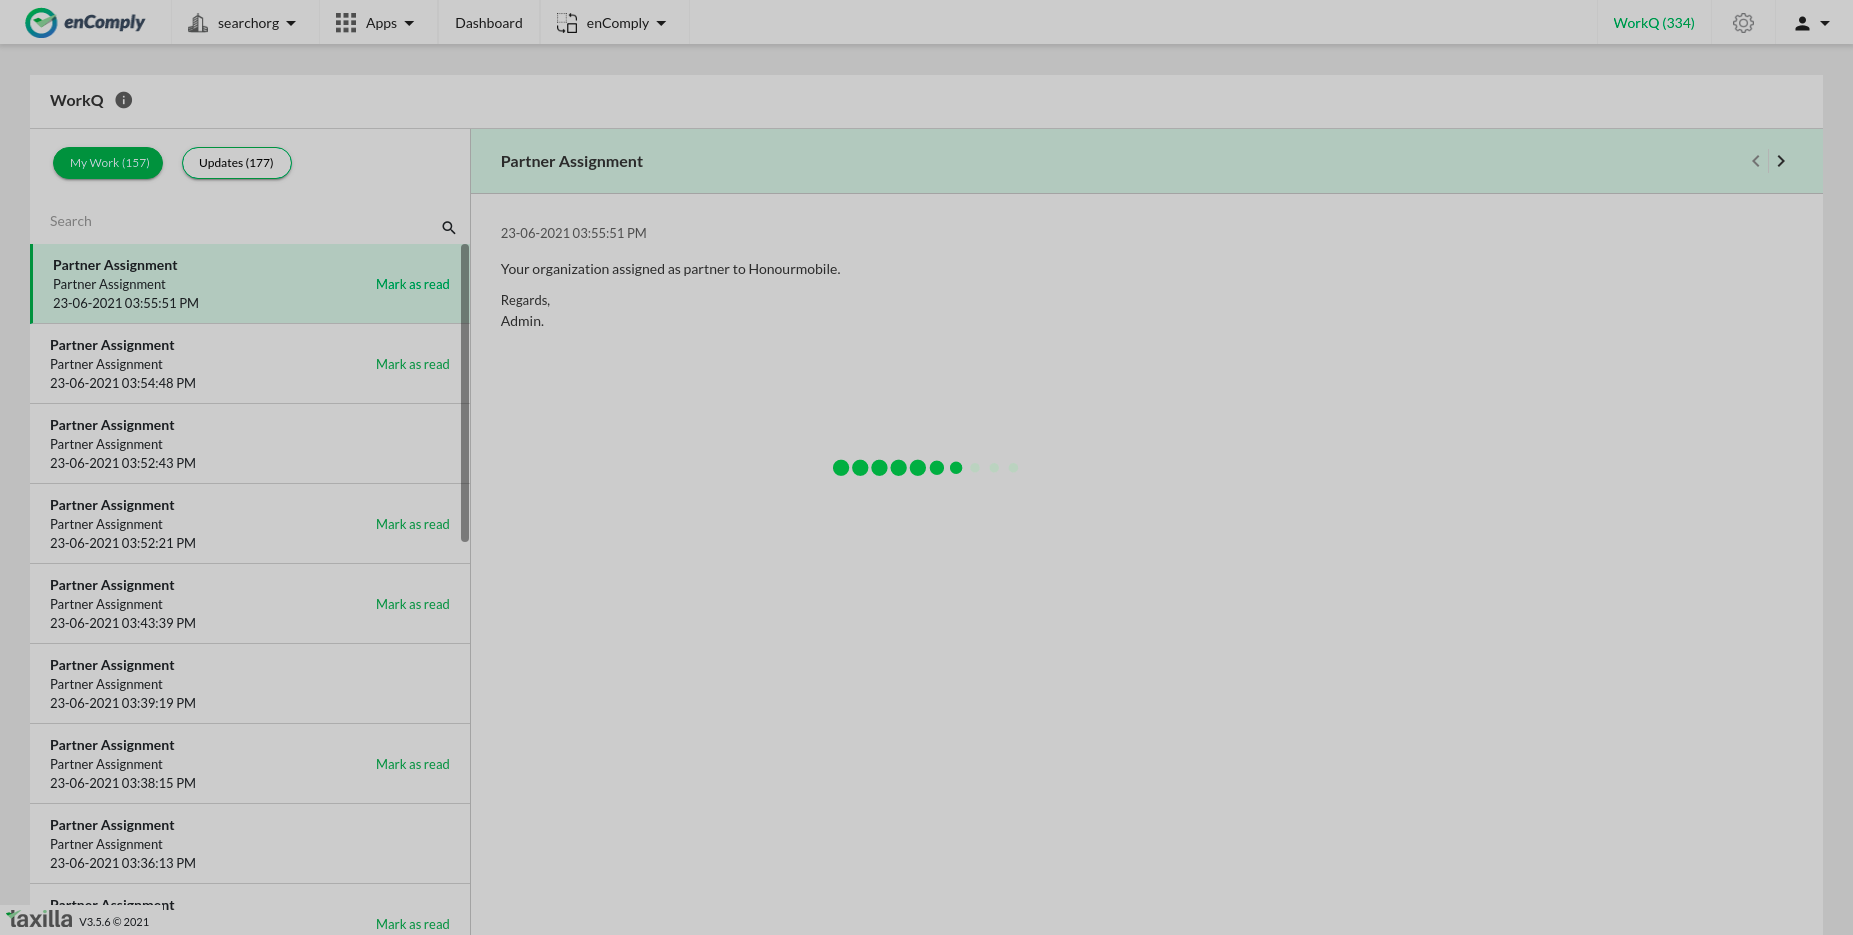 enComply
searchorg
Apps
Dashboard
enComply
WorkQ (334)
WorkQ
My Work (157)
Updates (177)
Search
Partner Assignment
Partner Assignment
Mark as read
23-06-2021 03:55:51 PM
Partner Assignment
Partner Assignment
Mark as read
23-06-2021 03:54:48 PM
Partner Assignment
Partner Assignment
23-06-2021 03:52:43 PM
Partner Assignment
Partner Assignment
Mark as read
23-06-2021 03:52:21 PM
Partner Assignment
Partner Assignment
Mark as read
23-06-2021 03:43:39 PM
Partner Assignment
Partner Assignment
23-06-2021 03:39:19 PM
Partner Assignment
Partner Assignment
Mark as read
23-06-2021 03:38:15 PM
Partner Assignment
Partner Assignment
23-06-2021 03:36:13 PM
Partner Assignment
Mark as read
taxilla V3.5.6 © 2021
Partner Assignment
23-06-2021 03:55:51 PM
Your organization assigned as partner to Honourmobile.
Regards,
Admin.